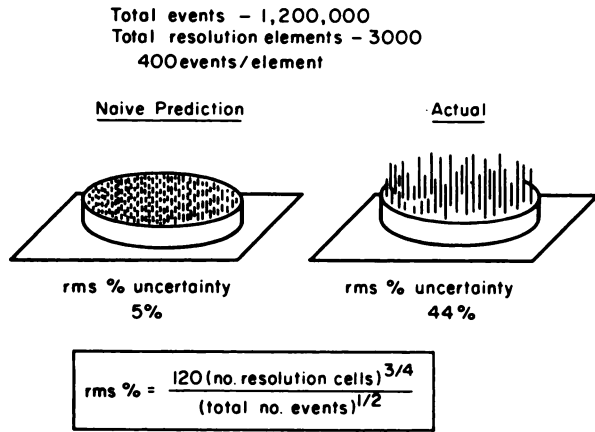 Total events - 1,200,000
Total resolution elements - 3000
400 events/element
Naive Prediction
Actual
rms % uncertainty
5%
rms % uncertainty
44%
rms % = 120 (no. resolution cells)^3/4 / (total no. events)^1/2